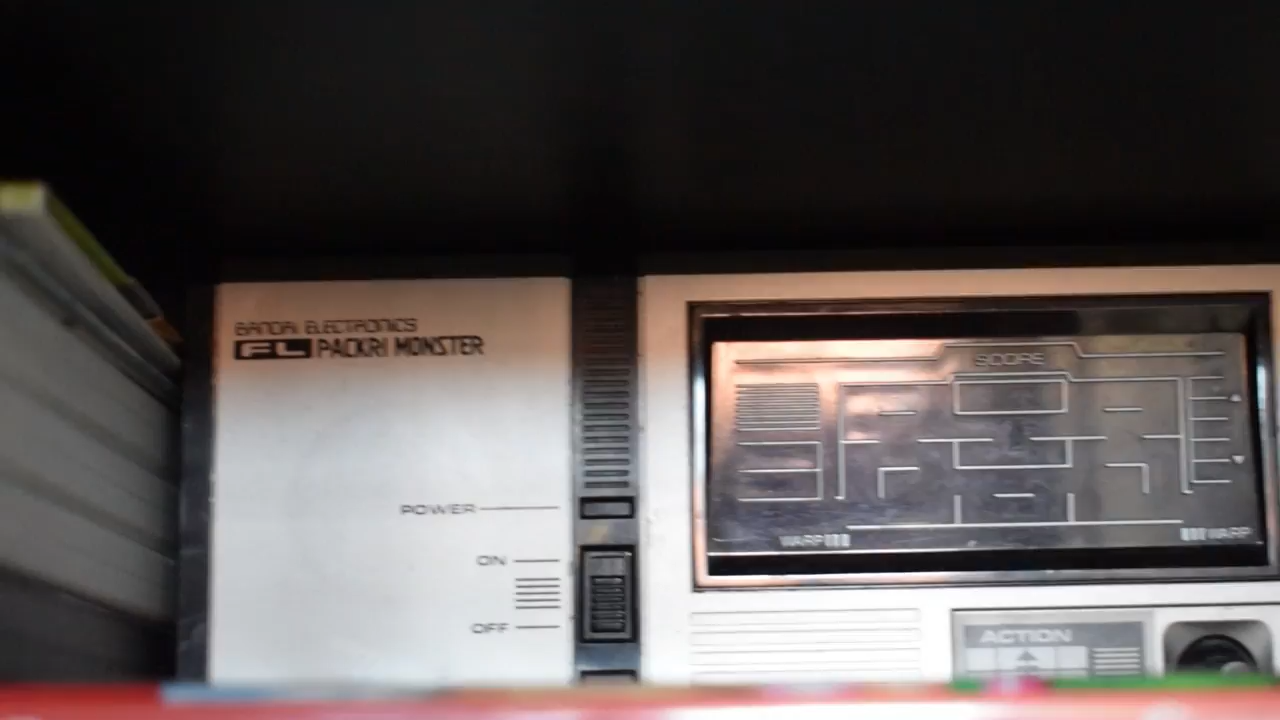 BANDAI ELECTRONICS
FL PACKRI MONSTER
POWER
ON
OFF
SCORE
WARP
WARP
ACTION